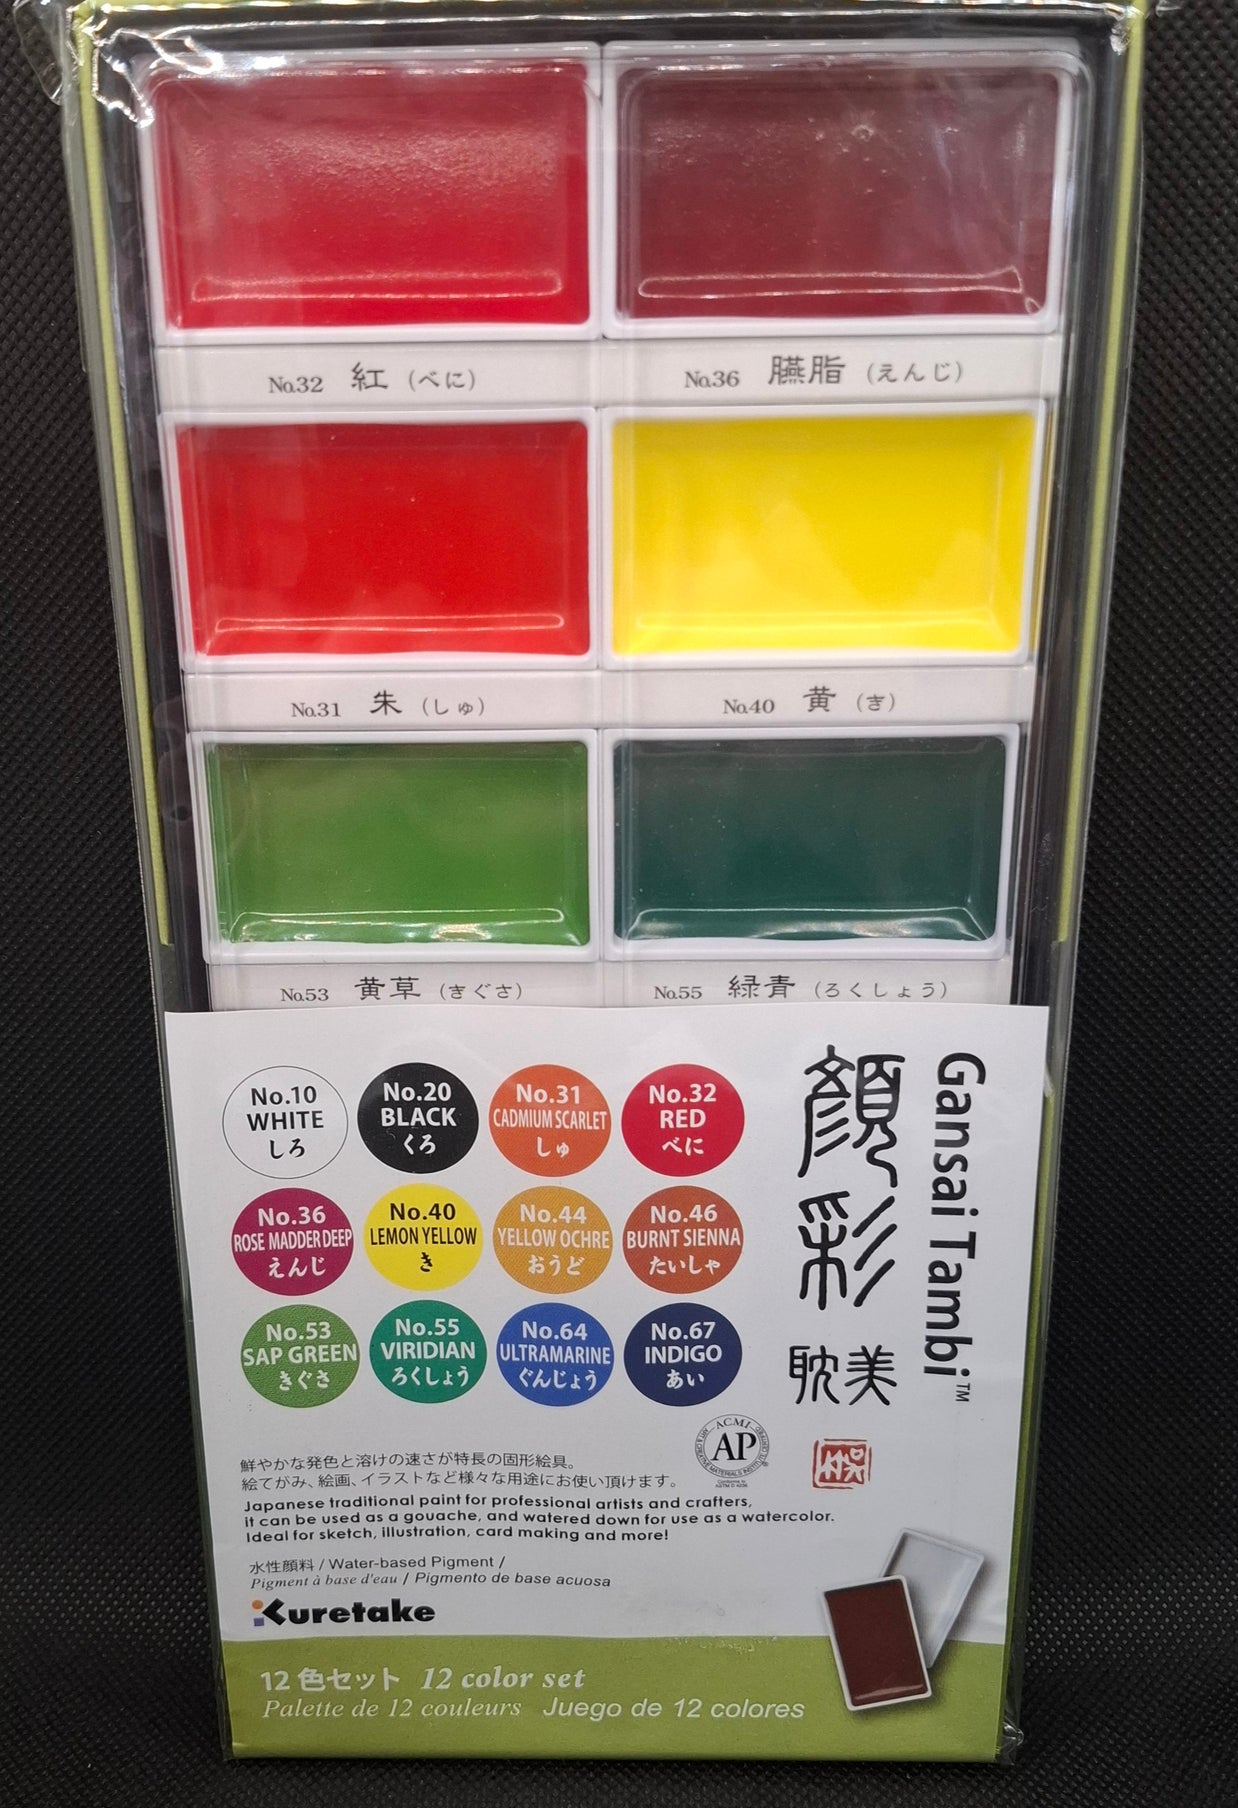 No.32 紅 (べに)
No.36 臙脂 (えんじ)
No.31 朱 (しゅ)
No.40 黄 (き)
No.53 黄草 (きぐさ)
No.55 緑青 (ろくしょう)
No.10
WHITE
しろ
No.20
BLACK
くろ
No.31
CADMIUM SCARLET
しゅ
No.32
RED
べに
No.36
ROSE MADDER DEEP
えんじ
No.40
LEMON YELLOW
き
No.44
YELLOW OCHRE
おうど
No.46
BURNT SIENNA
たいしゃ
No.53
SAP GREEN
きぐさ
No.55
VIRIDIAN
ろくしょう
No.64
ULTRAMARINE
ぐんじょう
No.67
INDIGO
あい
Gansai Tambi™
顔彩
耽美
ACMI
AP
鮮やかな発色と溶けの速さが特長の固形絵具。
絵てがみ、絵画、イラストなど様々な用途にお使い頂けます。
Japanese traditional paint for professional artists and crafters,
it can be used as a gouache, and watered down for use as a watercolor.
Ideal for sketch, illustration, card making and more!
水性顔料 / Water-based Pigment /
Pigment à base d'eau / Pigmento de base acuosa
Kuretake
12色セット 12 color set
Palette de 12 couleurs Juego de 12 colores